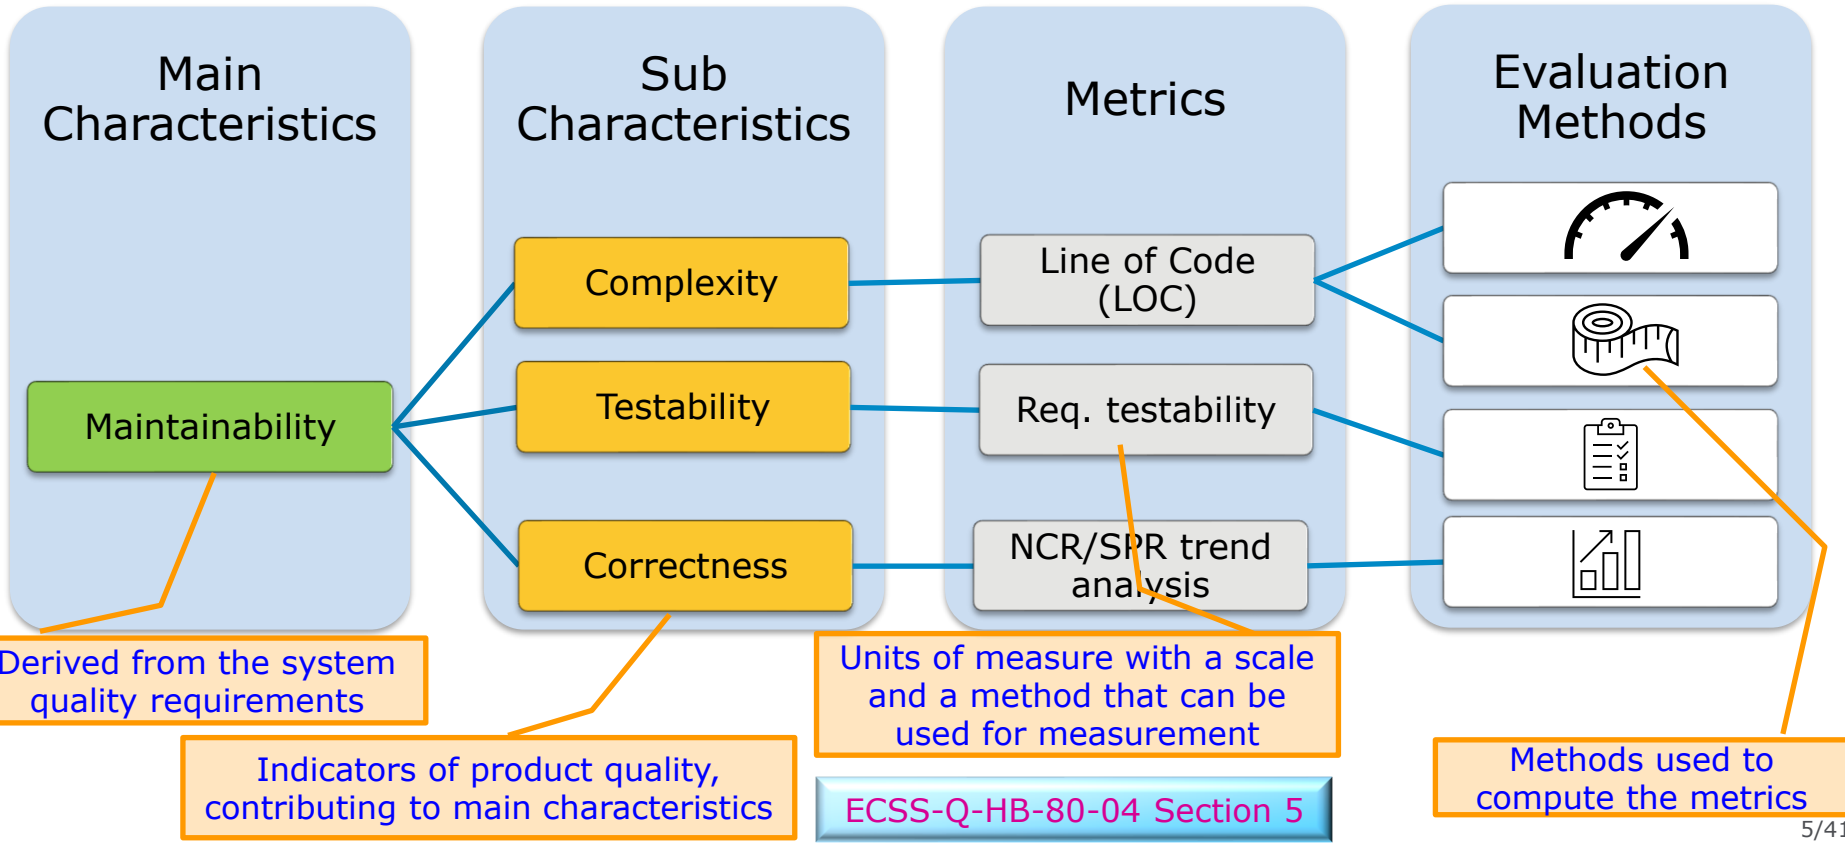 Main
Characteristics
Sub
Characteristics
Metrics
Evaluation
Methods
Maintainability
Complexity
Testability
Correctness
Line of Code
(LOC)
Req. testability
NCR/SPR trend
analysis
Derived from the system
quality requirements
Indicators of product quality,
contributing to main characteristics
Units of measure with a scale
and a method that can be
used for measurement
Methods used to
compute the metrics
ECSS-Q-HB-80-04 Section 5
5/41